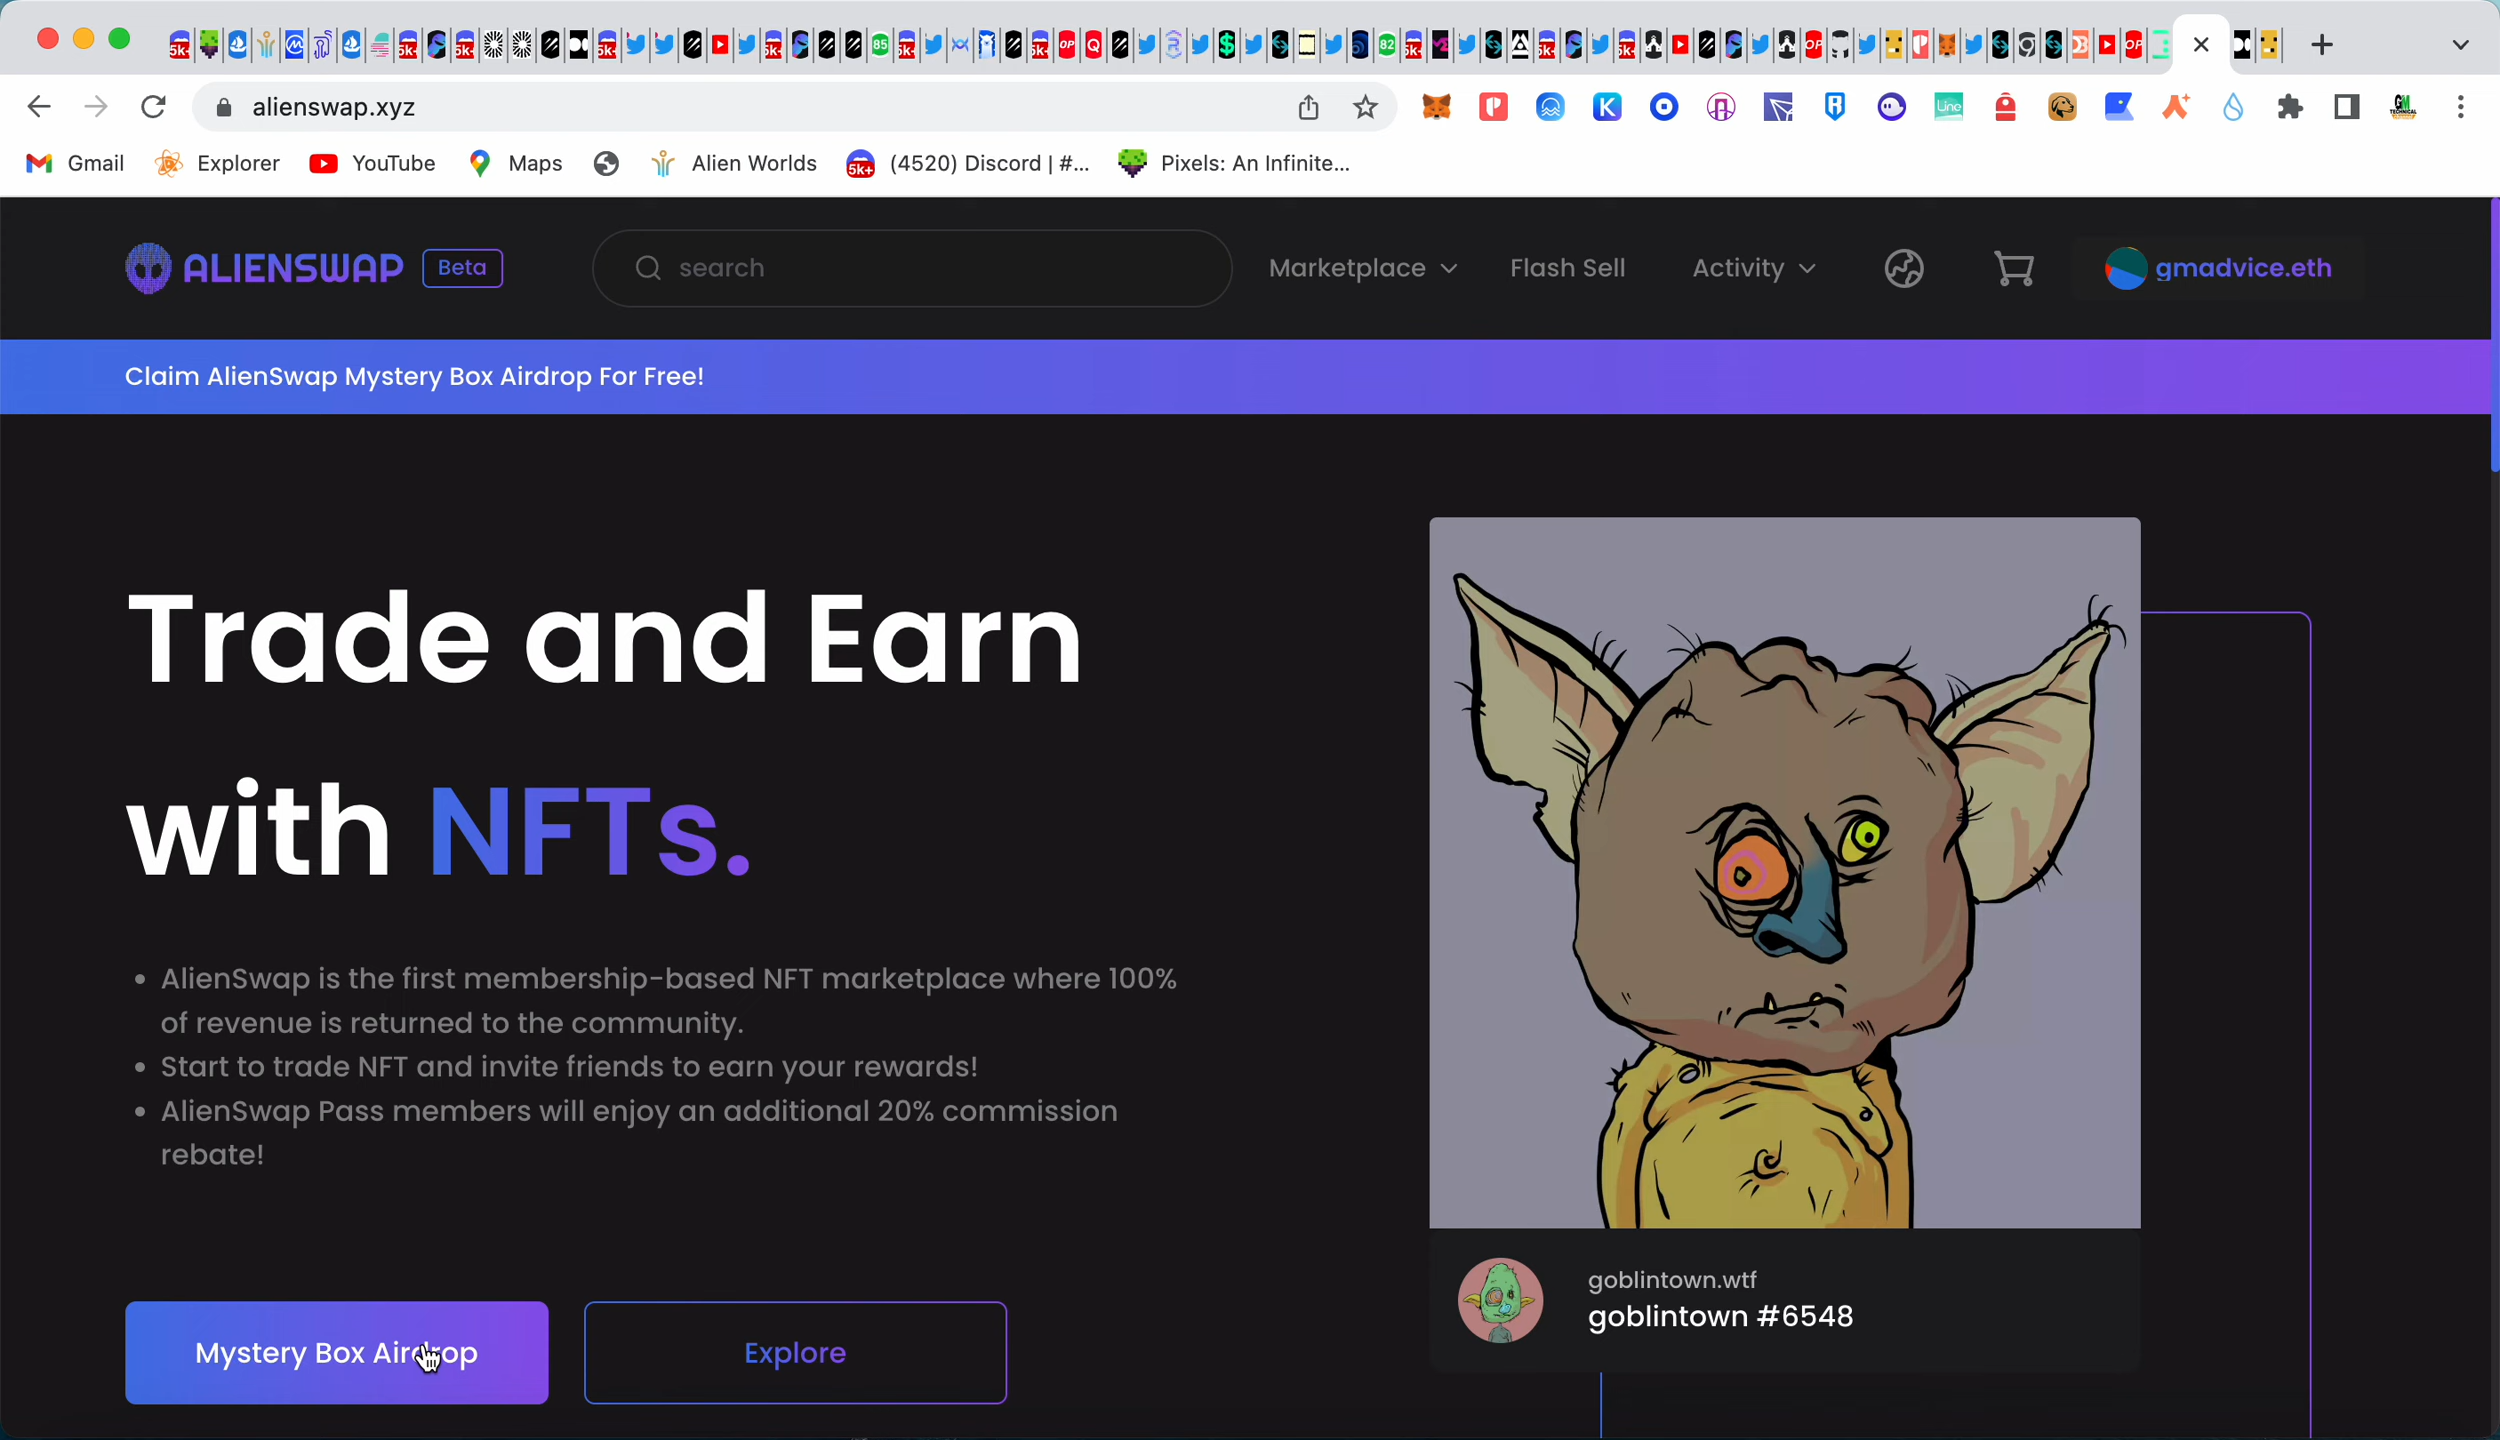 alienswap.xyz
Gmail
Explorer
YouTube
Maps
Alien Worlds
(4520) Discord | #...
Pixels: An Infinite...
ALIENSWAP
Beta
search
Marketplace
Flash Sell
Activity
gmadvice.eth
Claim AlienSwap Mystery Box Airdrop For Free!
Trade and Earn
with NFTs.
• AlienSwap is the first membership-based NFT marketplace where 100%
of revenue is returned to the community.
• Start to trade NFT and invite friends to earn your rewards!
• AlienSwap Pass members will enjoy an additional 20% commission
rebate!
Mystery Box Airdrop
Explore
goblintown.wtf
goblintown #6548